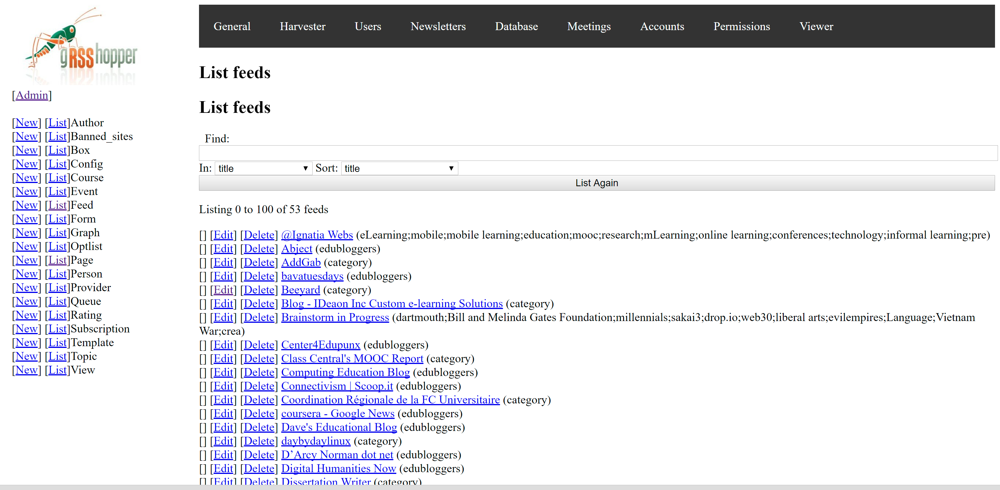 gRSShopper
[Admin]
[New] [List]Author
[New] [List]Banned_sites
[New] [List]Box
[New] [List]Config
[New] [List]Course
[New] [List]Event
[New] [List]Feed
[New] [List]Form
[New] [List]Graph
[New] [List]Optlist
[New] [List]Page
[New] [List]Person
[New] [List]Provider
[New] [List]Queue
[New] [List]Rating
[New] [List]Subscription
[New] [List]Template
[New] [List]Topic
[New] [List]View
General Harvester Users Newsletters Database Meetings Accounts Permissions Viewer
List feeds
List feeds
Find:
In: title Sort: title
List Again
Listing 0 to 100 of 53 feeds
[] [Edit] [Delete] @Ignatia Webs (eLearning;mobile;mobile learning;education;mooc;research;mLearning;online learning;conferences;technology;informal learning;pre)
[] [Edit] [Delete] Abject (edubloggers)
[] [Edit] [Delete] AddGab (category)
[] [Edit] [Delete] bavatuesdays (edubloggers)
[] [Edit] [Delete] Beeyard (category)
[] [Edit] [Delete] Blog - IDeaon Inc Custom e-learning Solutions (category)
[] [Edit] [Delete] Brainstorm in Progress (dartmouth;Bill and Melinda Gates Foundation;millennials;sakai3;drop.io;web30;liberal arts;evilempires;Language;Vietnam
War;crea)
[] [Edit] [Delete] Center4Edupunx (edubloggers)
[] [Edit] [Delete] Class Central's MOOC Report (category)
[] [Edit] [Delete] Computing Education Blog (edubloggers)
[] [Edit] [Delete] Connectivism | Scoop.it (edubloggers)
[] [Edit] [Delete] Coordination Régionale de la FC Universitaire (category)
[] [Edit] [Delete] coursera - Google News (edubloggers)
[] [Edit] [Delete] Dave's Educational Blog (edubloggers)
[] [Edit] [Delete] daybydaylinux (category)
[] [Edit] [Delete] D’Arcy Norman dot net (edubloggers)
[] [Edit] [Delete] Digital Humanities Now (edubloggers)
[] [Edit] [Delete] Dissertation Writer (category)